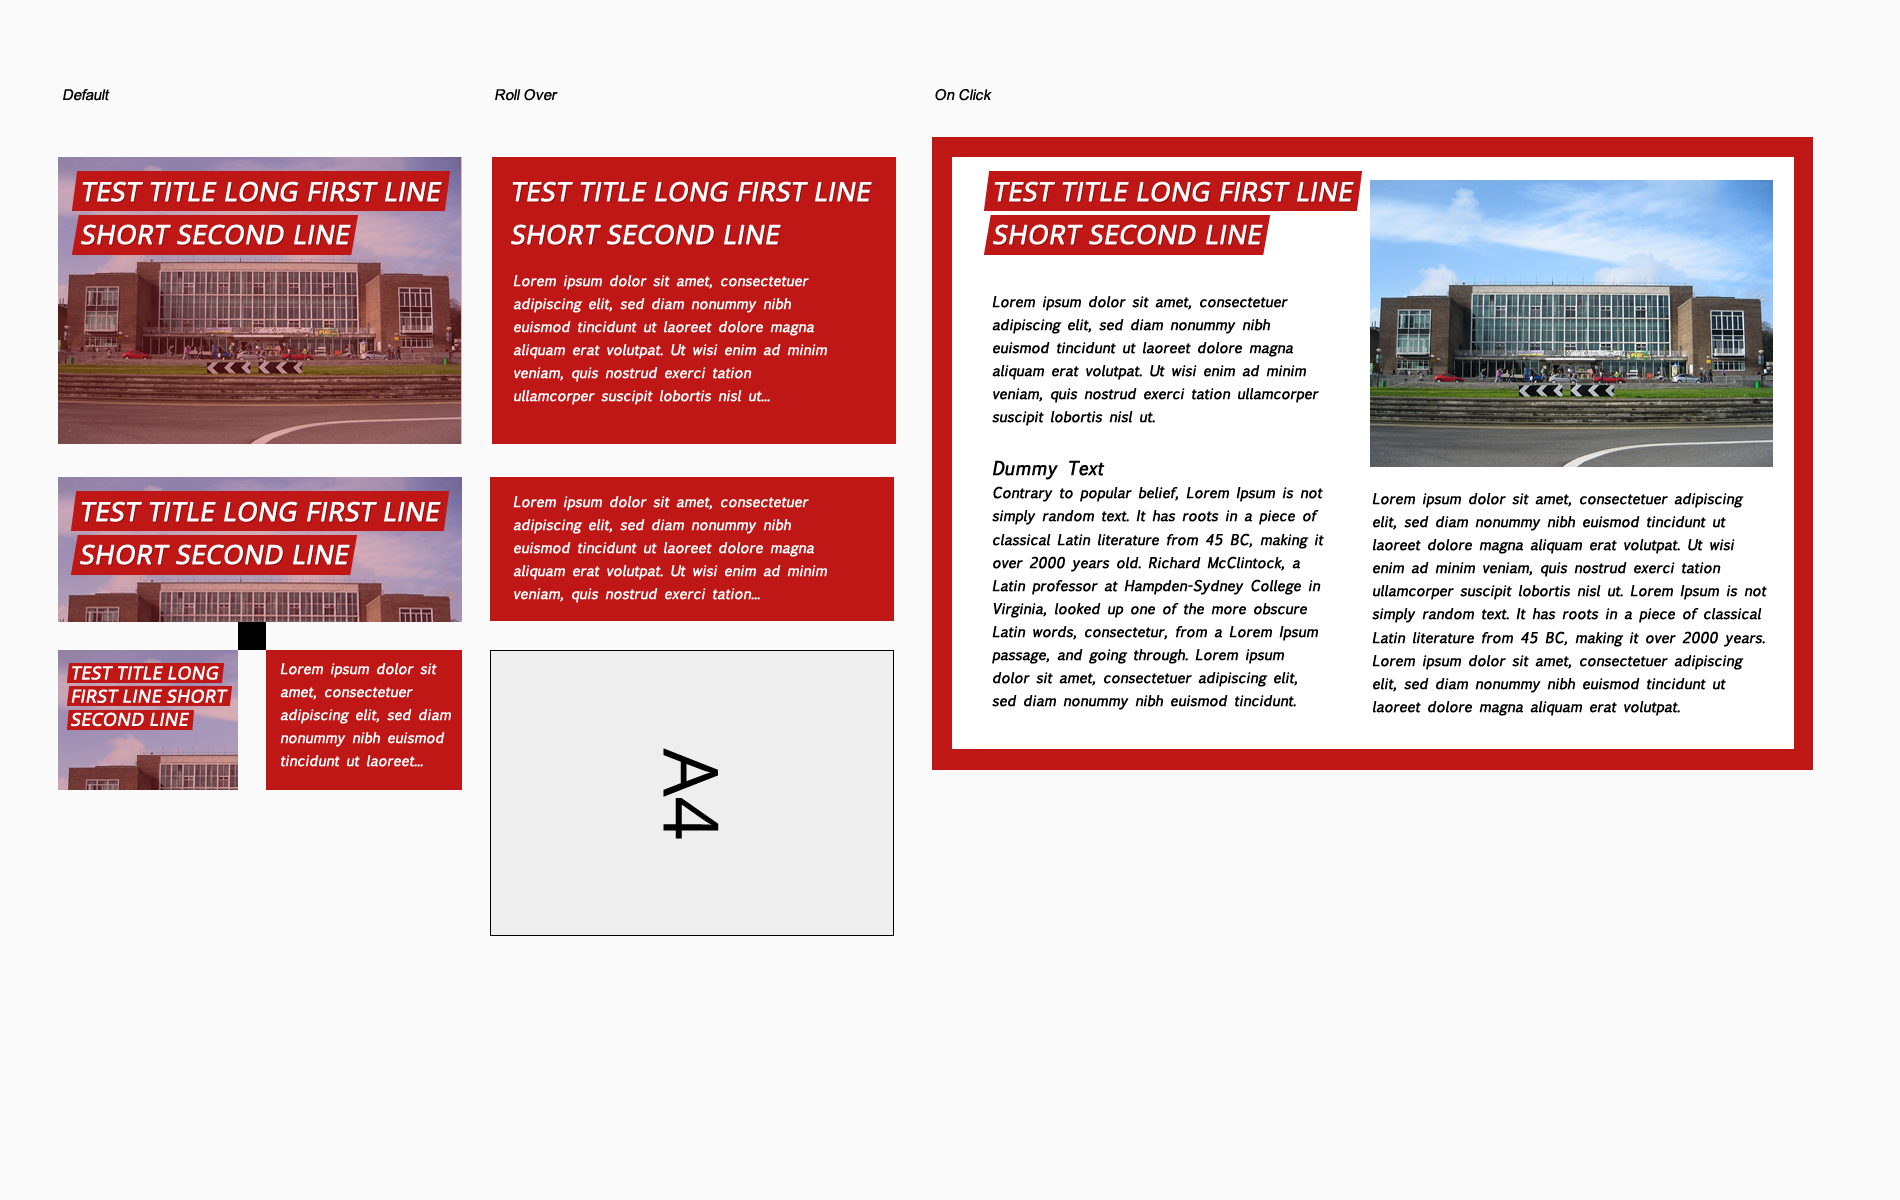 Default
Roll Over
On Click
TEST TITLE LONG FIRST LINE
SHORT SECOND LINE
TEST TITLE LONG FIRST LINE
SHORT SECOND LINE
Lorem ipsum dolor sit amet, consectetuer
adipiscing elit, sed diam nonummy nibh
euismod tincidunt ut laoreet dolore magna
aliquam erat volutpat. Ut wisi enim ad minim
veniam, quis nostrud exerci tation
ullamcorper suscipit lobortis nisl ut...
TEST TITLE LONG FIRST LINE
SHORT SECOND LINE
Lorem ipsum dolor sit amet, consectetuer
adipiscing elit, sed diam nonummy nibh
euismod tincidunt ut laoreet dolore magna
aliquam erat volutpat. Ut wisi enim ad minim
veniam, quis nostrud exerci tation...
TEST TITLE LONG
FIRST LINE SHORT
SECOND LINE
Lorem ipsum dolor sit
amet, consectetuer
adipiscing elit, sed diam
nonummy nibh euismod
tincidunt ut laoreet...
A4
TEST TITLE LONG FIRST LINE
SHORT SECOND LINE
Lorem ipsum dolor sit amet, consectetuer
adipiscing elit, sed diam nonummy nibh
euismod tincidunt ut laoreet dolore magna
aliquam erat volutpat. Ut wisi enim ad minim
veniam, quis nostrud exerci tation ullamcorper
suscipit lobortis nisl ut.
Dummy Text
Contrary to popular belief, Lorem Ipsum is not
simply random text. It has roots in a piece of
classical Latin literature from 45 BC, making it
over 2000 years old. Richard McClintock, a
Latin professor at Hampden-Sydney College in
Virginia, looked up one of the more obscure
Latin words, consectetur, from a Lorem Ipsum
passage, and going through. Lorem ipsum
dolor sit amet, consectetuer adipiscing elit,
sed diam nonummy nibh euismod tincidunt.
Lorem ipsum dolor sit amet, consectetuer adipiscing
elit, sed diam nonummy nibh euismod tincidunt ut
laoreet dolore magna aliquam erat volutpat. Ut wisi
enim ad minim veniam, quis nostrud exerci tation
ullamcorper suscipit lobortis nisl ut. Lorem Ipsum is not
simply random text. It has roots in a piece of classical
Latin literature from 45 BC, making it over 2000 years.
Lorem ipsum dolor sit amet, consectetuer adipiscing
elit, sed diam nonummy nibh euismod tincidunt ut
laoreet dolore magna aliquam erat volutpat.